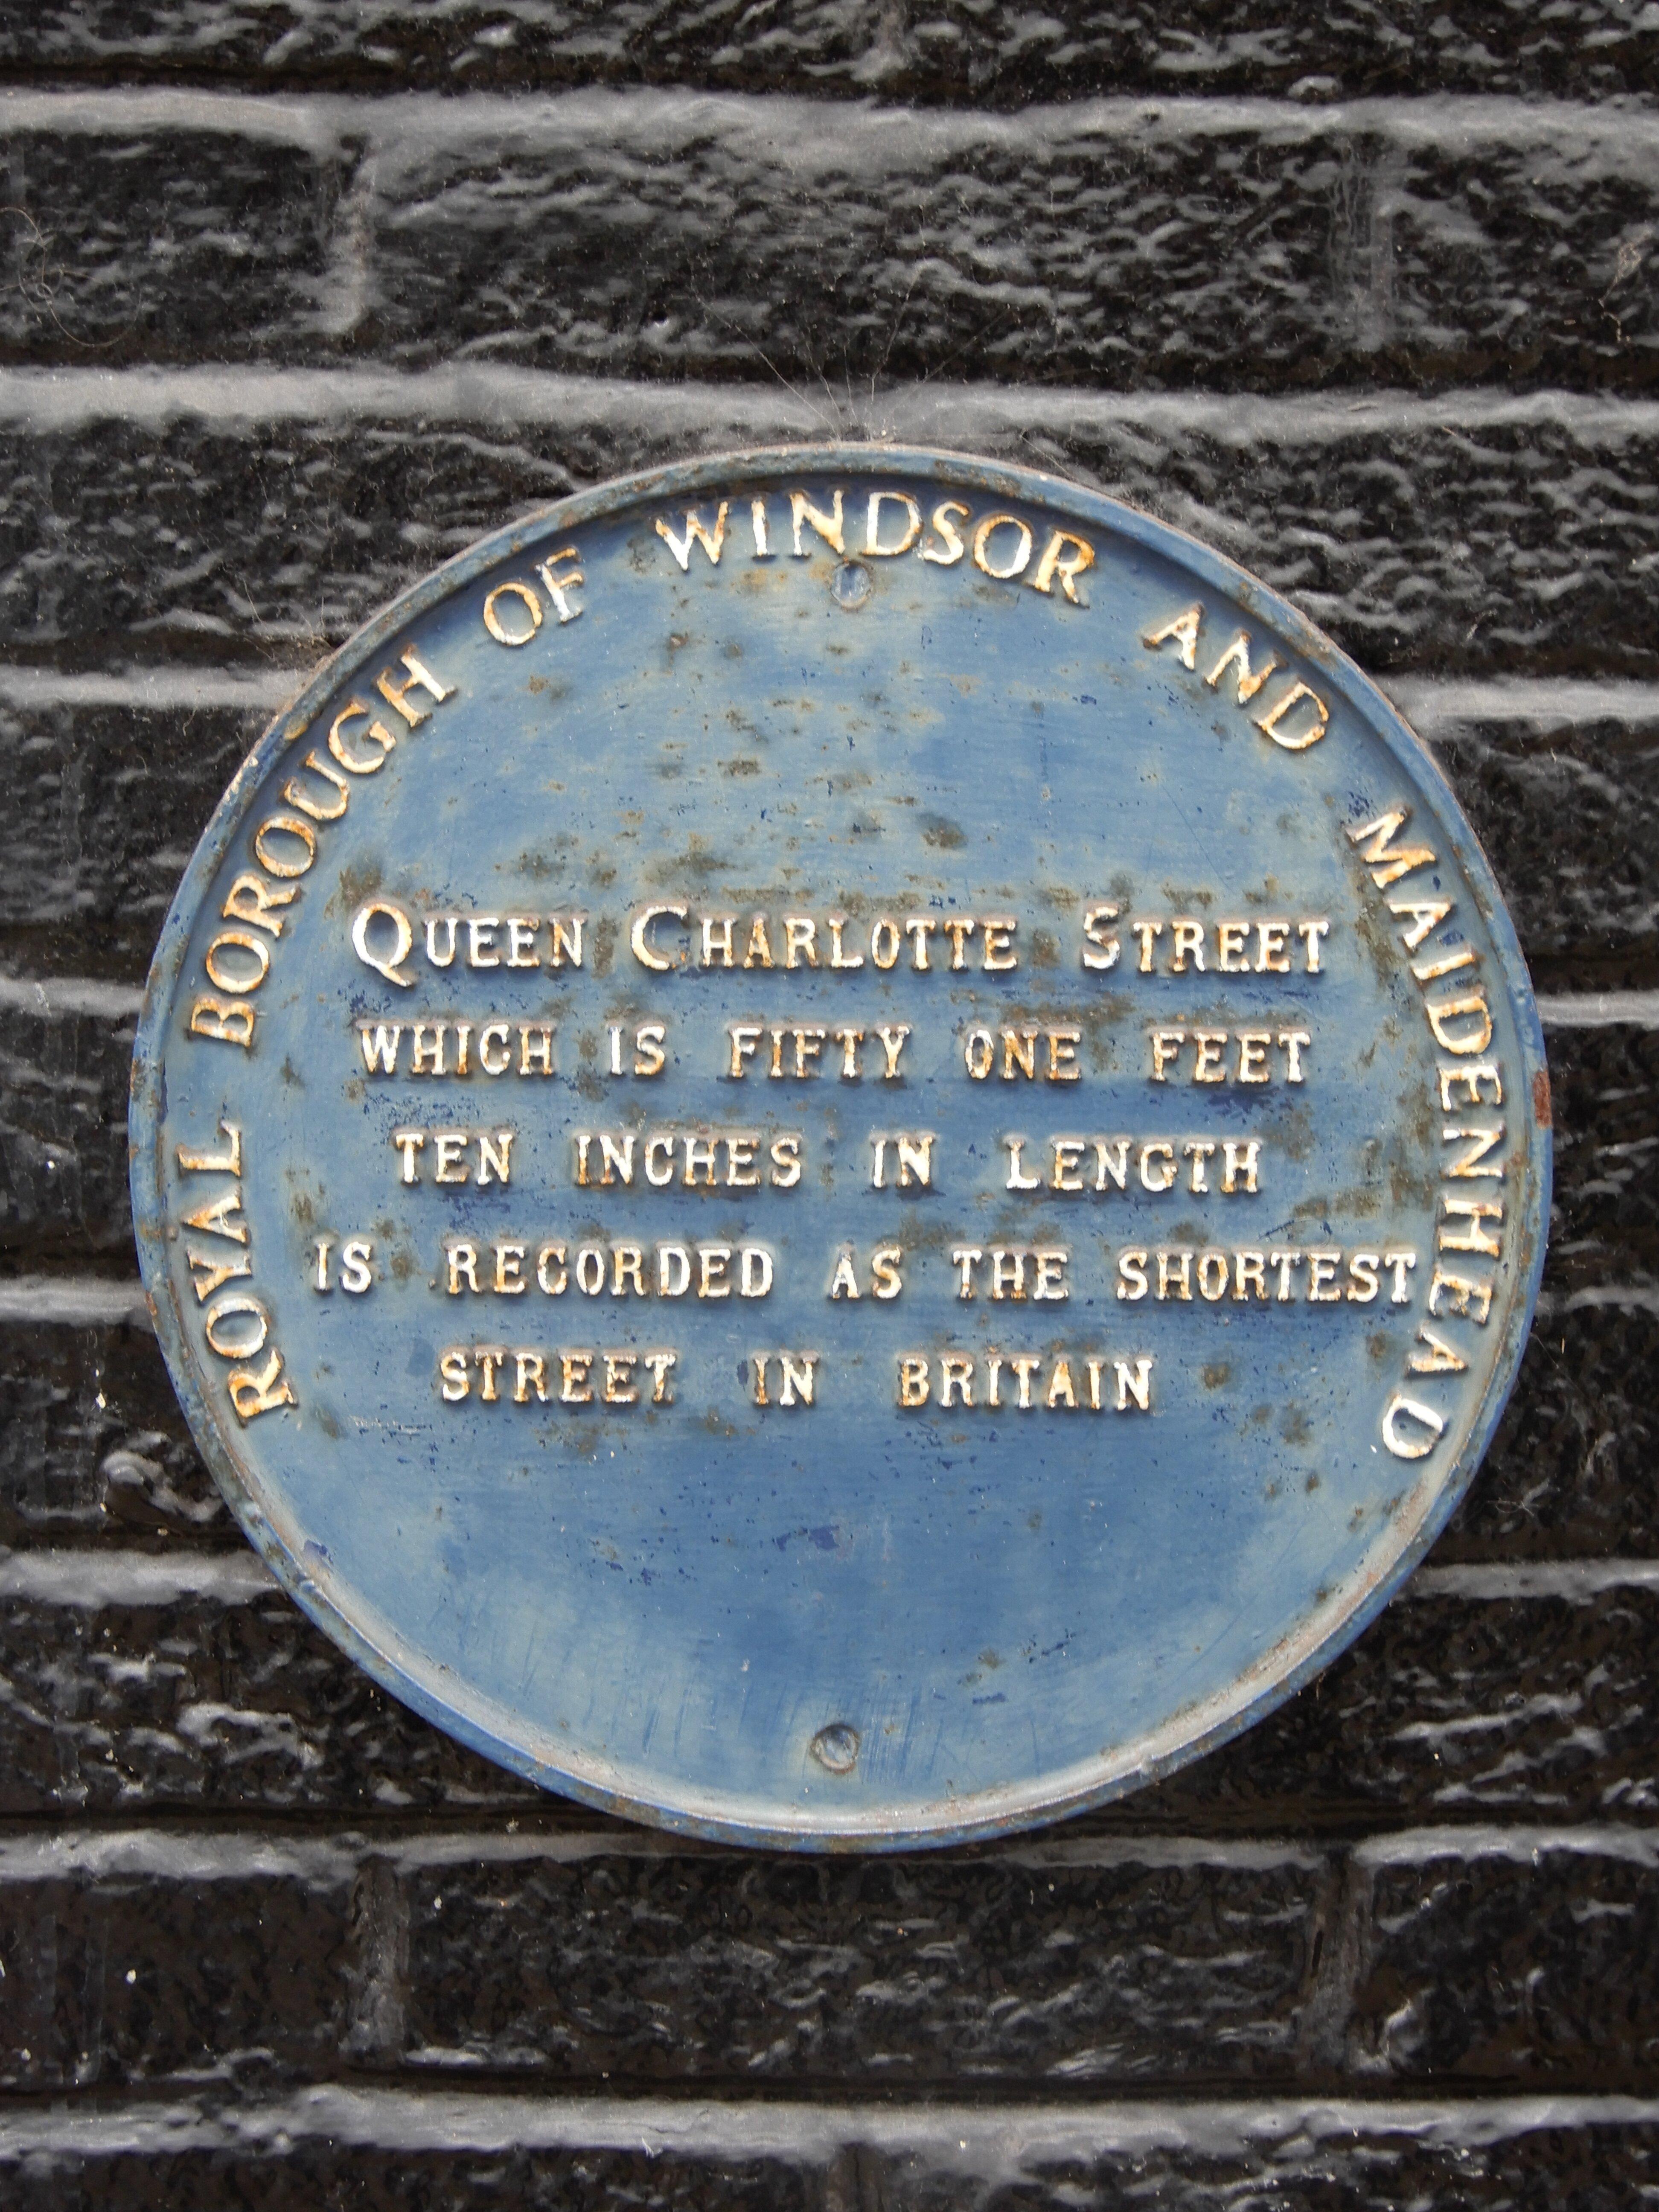 ROYAL BOROUGH OF WINDSOR AND MAIDENHEAD
QUEEN CHARLOTTE STREET
WHICH IS FIFTY ONE FEET
TEN INCHES IN LENGTH
IS RECORDED AS THE SHORTEST
STREET IN BRITAIN